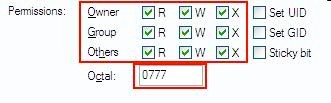 Permissions: Owner R W X Set UID
Group R W X Set GID
Others R W X Sticky bit
Octal: 0777